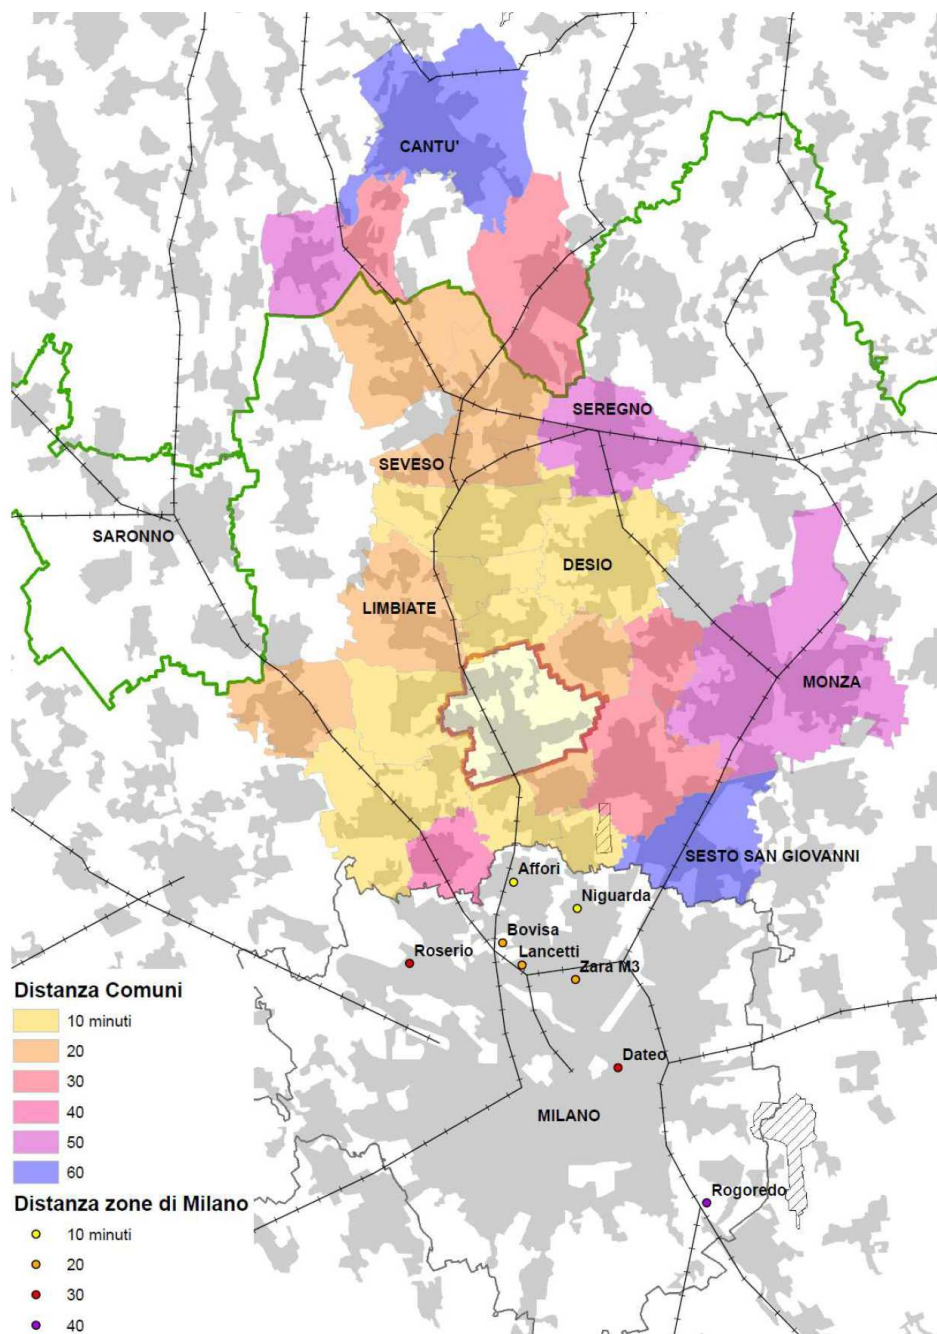 CANTU'
SEREGNO
SEVESO
SARONNO
DESIO
LIMBIATE
MONZA
SESTO SAN GIOVANNI
Affori
Niguarda
Bovisa
Roserio
Lancetti
Zara M3
Distanza Comuni
10 minuti
20
30
40
50
60
Dateo
MILANO
Rogoredo
Distanza zone di Milano
10 minuti
20
30
40